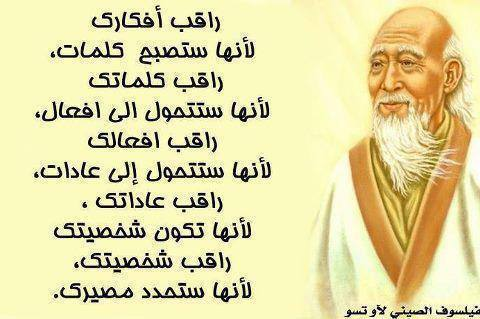 راقب أفكارك
لأنها ستصبح كلمات،
راقب كلماتك
لأنها ستتحول الى افعال،
راقب افعالك
لأنها ستتحول إلى عادات،
راقب عاداتك ،
لأنها تكون شخصيتك
راقب شخصيتك،
لأنها ستحدد مصيرك.
فيلسوف الصيني لآو تسو